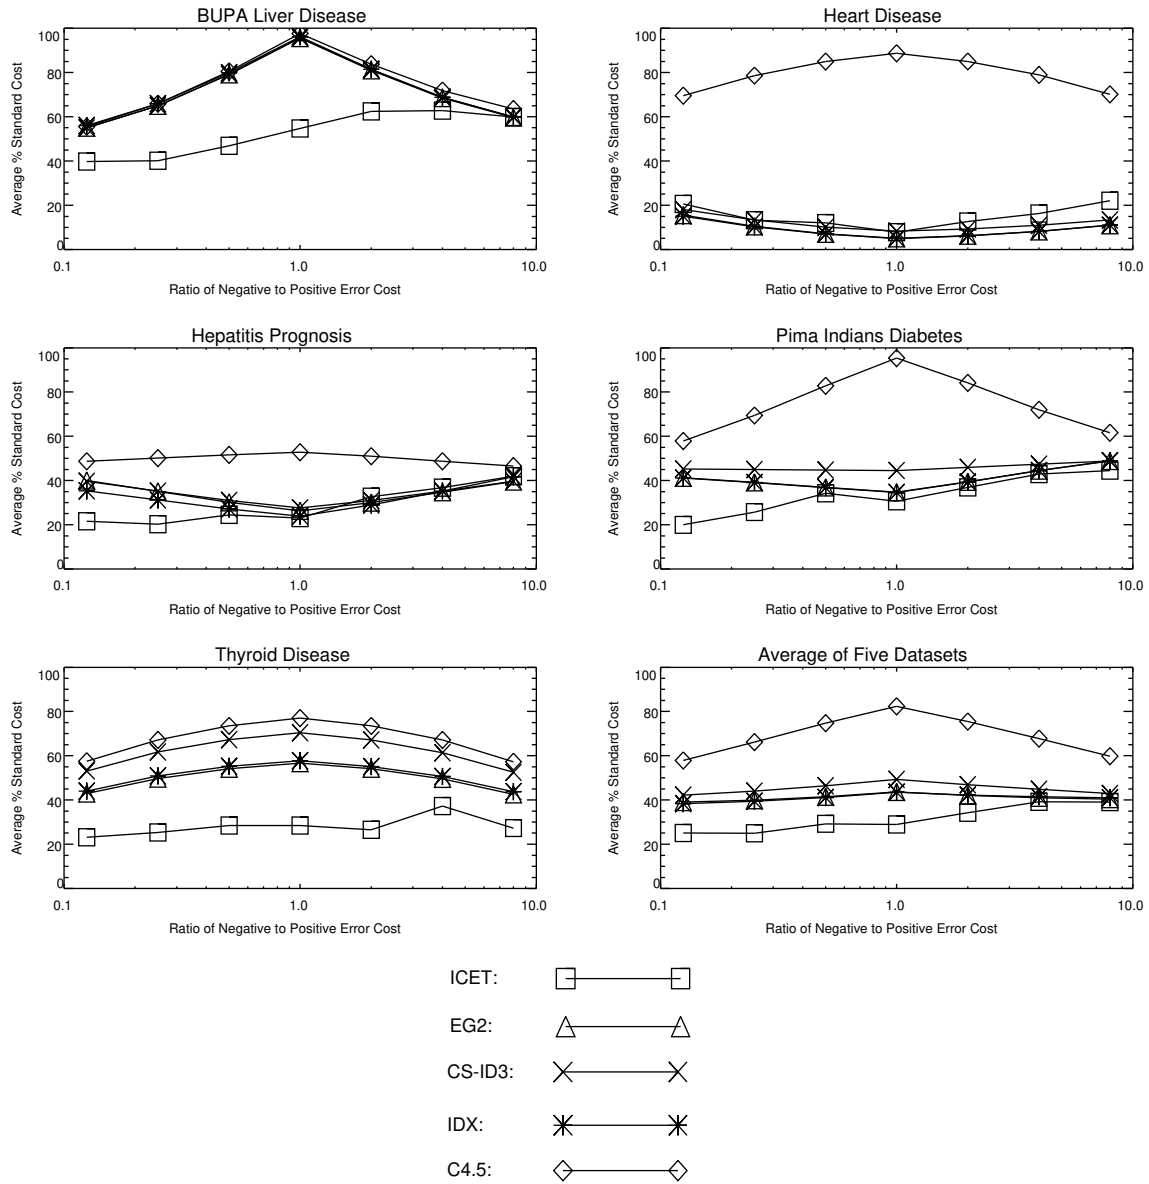 BUPA Liver Disease
100
80
60
40
20
0
0.1
1.0
10.0
Average % Standard Cost
Ratio of Negative to Positive Error Cost
Heart Disease
100
80
60
40
20
0
0.1
1.0
10.0
Average % Standard Cost
Ratio of Negative to Positive Error Cost
Hepatitis Prognosis
100
80
60
40
20
0
0.1
1.0
10.0
Average % Standard Cost
Ratio of Negative to Positive Error Cost
Pima Indians Diabetes
100
80
60
40
20
0
0.1
1.0
10.0
Average % Standard Cost
Ratio of Negative to Positive Error Cost
Thyroid Disease
100
80
60
40
20
0
0.1
1.0
10.0
Average % Standard Cost
Ratio of Negative to Positive Error Cost
Average of Five Datasets
100
80
60
40
20
0
0.1
1.0
10.0
Average % Standard Cost
Ratio of Negative to Positive Error Cost
ICET:
EG2:
CS-ID3:
IDX:
C4.5: